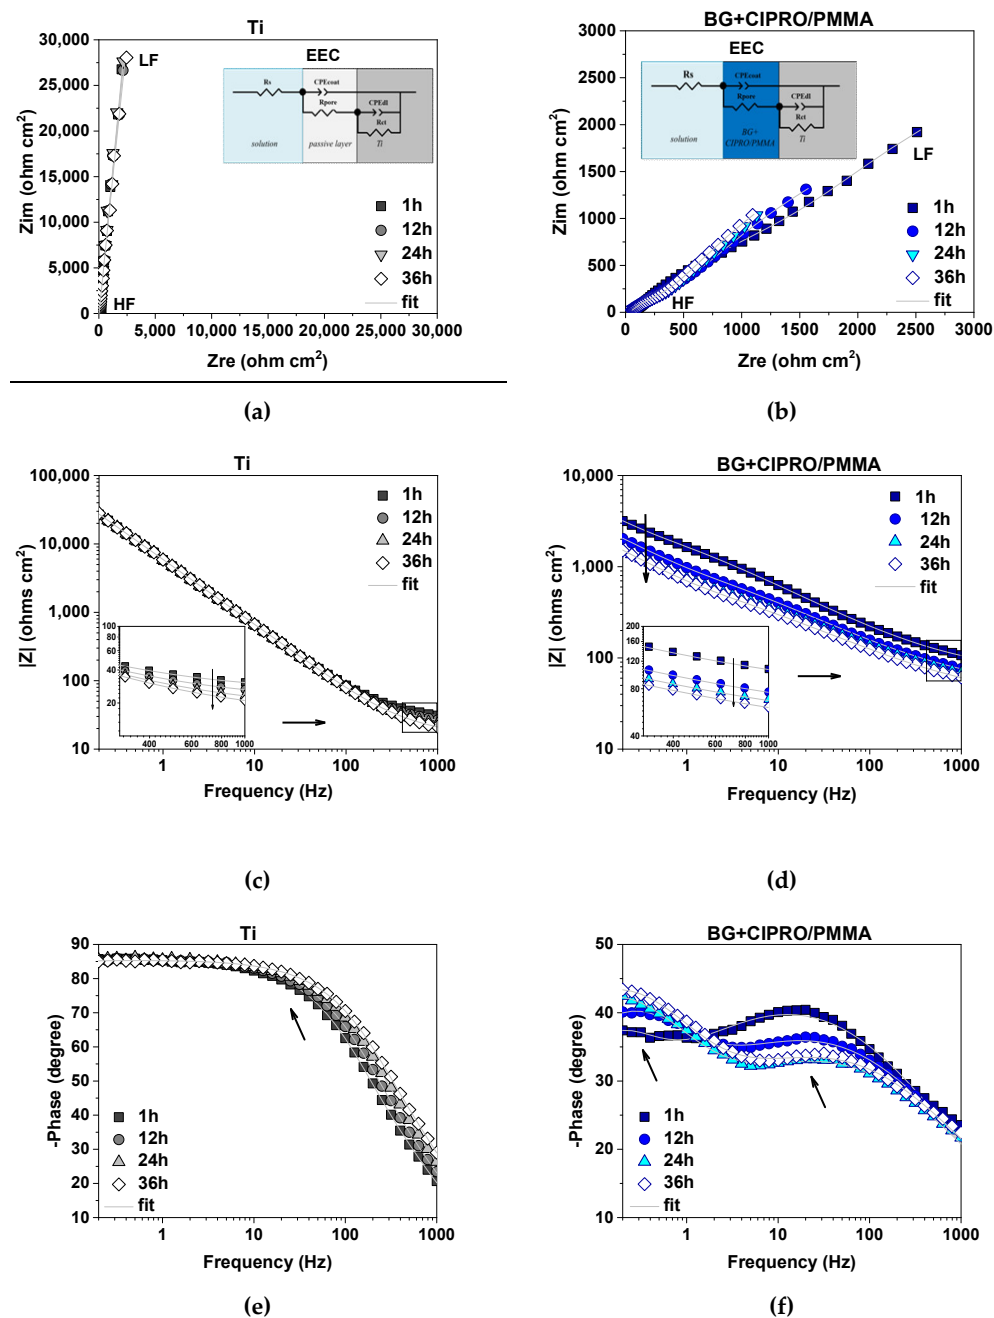 Ti
30,000
25,000
20,000
15,000
10,000
5,000
0
Zim (ohm cm2)
LF
HF
EEC
Rs
CPEcoat
Rpore
CPEdl
Rct
solution
passive layer
Ti
1h
12h
24h
36h
fit
0 5,000 10,000 15,000 20,000 25,000 30,000
Zre (ohm cm2)
(a)
BG+CIPRO/PMMA
3000
2500
2000
1500
1000
500
0
Zim (ohm cm2)
EEC
Rs
CPEcoat
Rpore
CPEdl
Rct
solution
BG+
CIPRO/PMMA
Ti
LF
HF
1h
12h
24h
36h
fit
0 500 1000 1500 2000 2500 3000
Zre (ohm cm2)
(b)
Ti
100,000
10,000
1,000
100
10
|Z| (ohms cm2)
1h
12h
24h
36h
fit
100
80
60
40
20
400 600 800 1000
1 10 100 1000
Frequency (Hz)
(c)
BG+CIPRO/PMMA
10,000
1,000
100
10
|Z| (ohms cm2)
1h
12h
24h
36h
fit
200
160
120
80
40
400 600 800 1000
1 10 100 1000
Frequency (Hz)
(d)
Ti
90
80
70
60
50
40
30
20
10
-Phase (degree)
1h
12h
24h
36h
fit
1 10 100 1000
Frequency (Hz)
(e)
BG+CIPRO/PMMA
50
40
30
20
10
-Phase (degree)
1h
12h
24h
36h
fit
1 10 100 1000
Frequency (Hz)
(f)